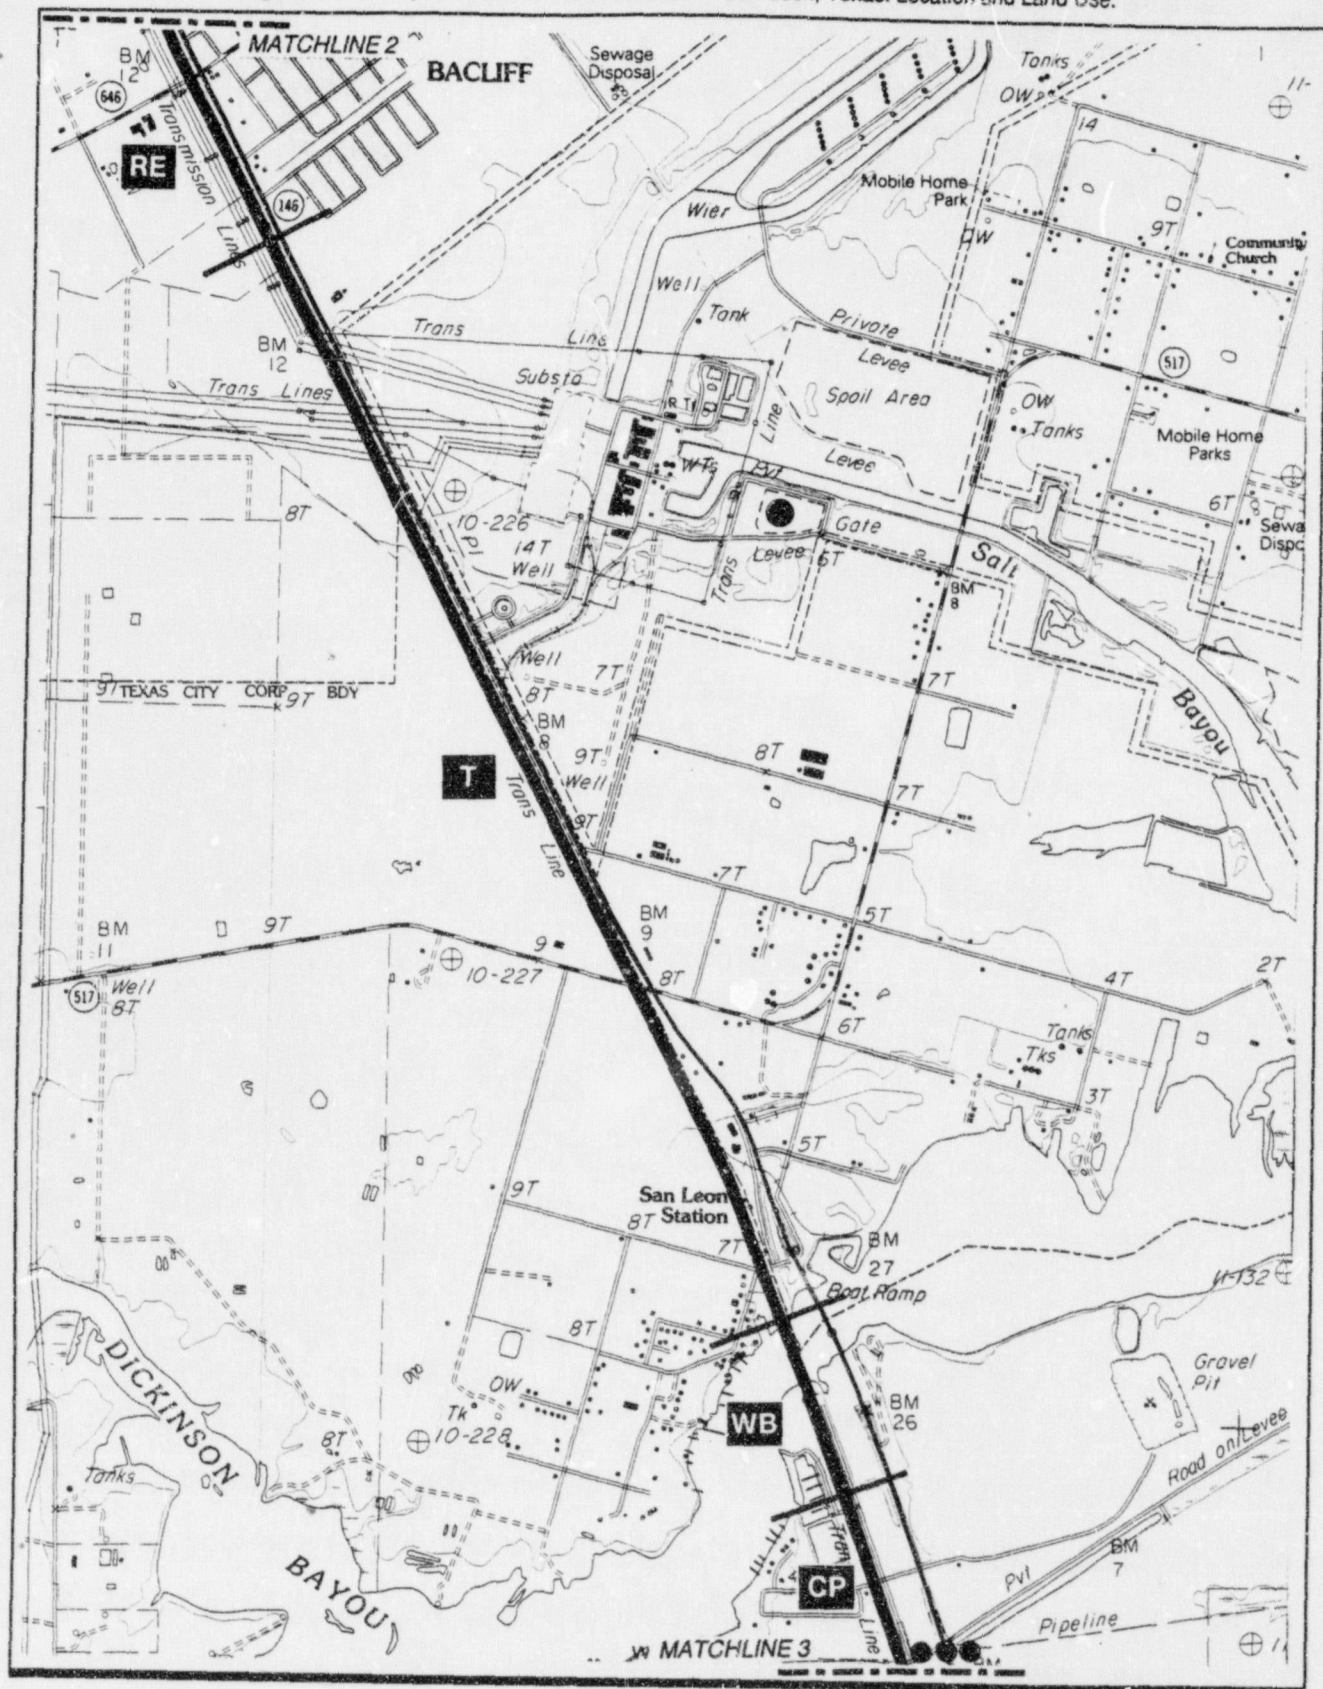 Location and Land Use.
MATCHLINE 2
BACLIFF
Sewage
Disposal
BM
12
646
Transmission
Lines
RE
146
Tanks
OW
11-
14
Mobile Home
Park
OW
9T
Community
Church
Wier
Well
Tank
Private
Levee
517
BM
12
Trans
Line
Trans Lines
Substa
Spoil Area
Line
OW
Tanks
Mobile Home
Parks
WTs
Pvt
Levee
6T
8T
10-226
14T
Well
Pl
Gate
Levee
6T
Trans
Salt
BM
8
Bayou
Well
7T
8T
BM
8
9T
Well
7T
9T TEXAS CITY CORP BDY
9T
T
Trans
Line
8T
7T
9T
7T
BM
9
5T
BM
11
9T
9
10-227
8T
517
Well
8T
4T
2T
6T
Tanks
Tks
3T
5T
9T
San Leon
Station
8T
7T
BM
27
Boat Ramp
11-132
8T
Gravel
Pit
OW
Tk
10-228
WB
BM
26
DICKINSON
BAYOU
8T
Tanks
Road on Levee
BM
7
Pvt
CP
Tran
Line
Pipeline
MATCHLINE 3